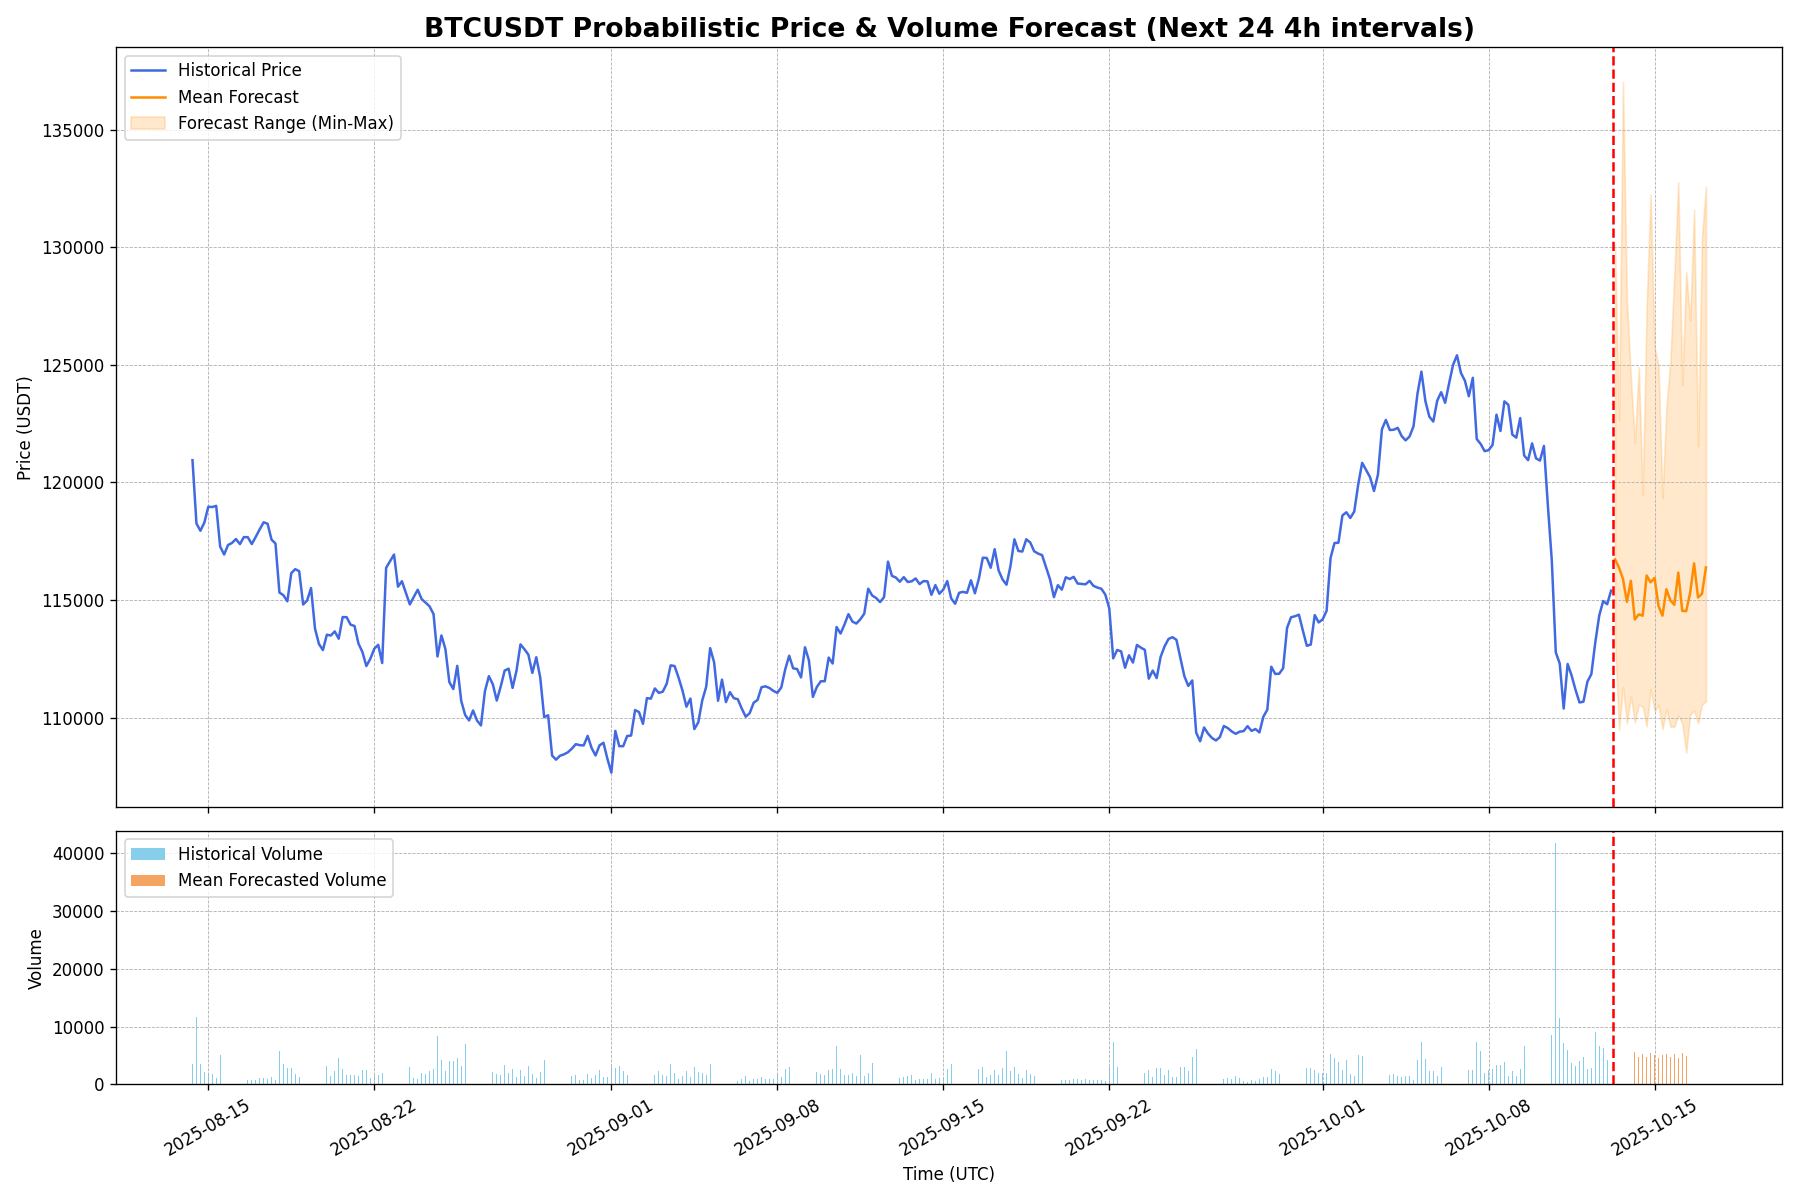 BTCUSDT Probabilistic Price & Volume Forecast (Next 24 4h intervals)
Historical Price
Mean Forecast
Forecast Range (Min-Max)
135000
130000
125000
120000
115000
110000
Price (USDT)
Historical Volume
Mean Forecasted Volume
40000
30000
20000
10000
0
Volume
2025-08-15
2025-08-22
2025-09-01
2025-09-08
2025-09-15
2025-09-22
2025-10-01
2025-10-08
2025-10-15
Time (UTC)